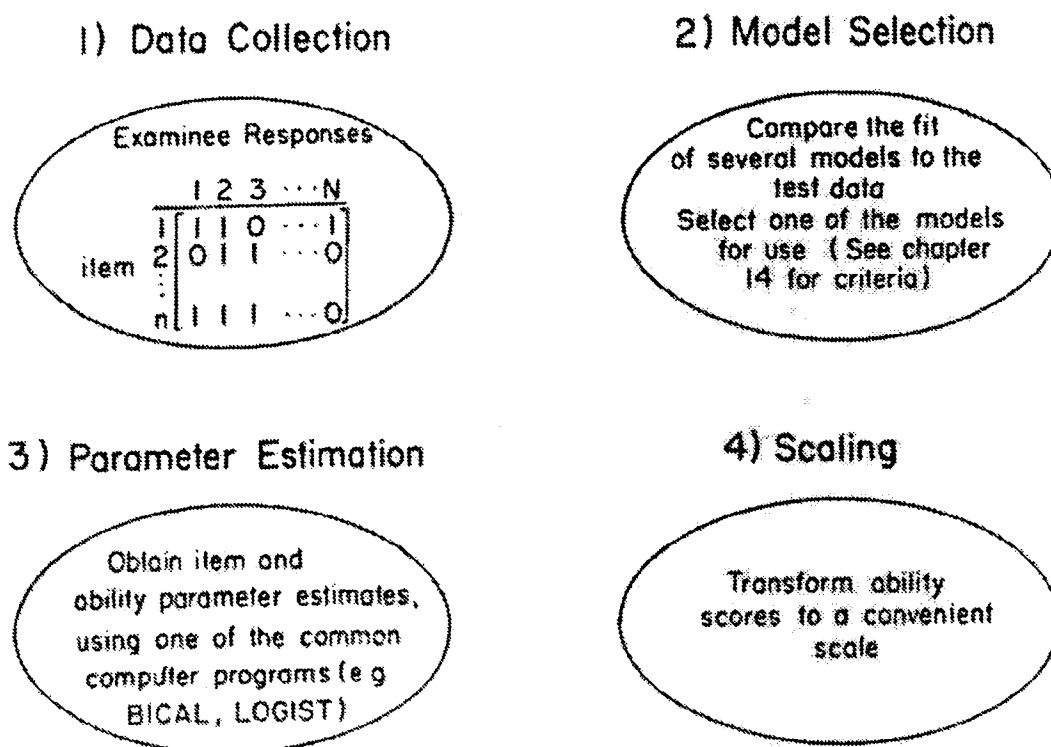 1) Data Collection
Examinee Responses
1 2 3 ··· N
1 1 1 0 ··· 1
item 2 0 1 1 ··· 0
⋮
n 1 1 1 ··· 0
2) Model Selection
Compare the fit
of several models to the
test data
Select one of the models
for use (See chapter
14 for criteria)
3) Parameter Estimation
Obtain item and
ability parameter estimates,
using one of the common
computer programs (e g
BICAL, LOGIST)
4) Scaling
Transform ability
scores to a convenient
scale